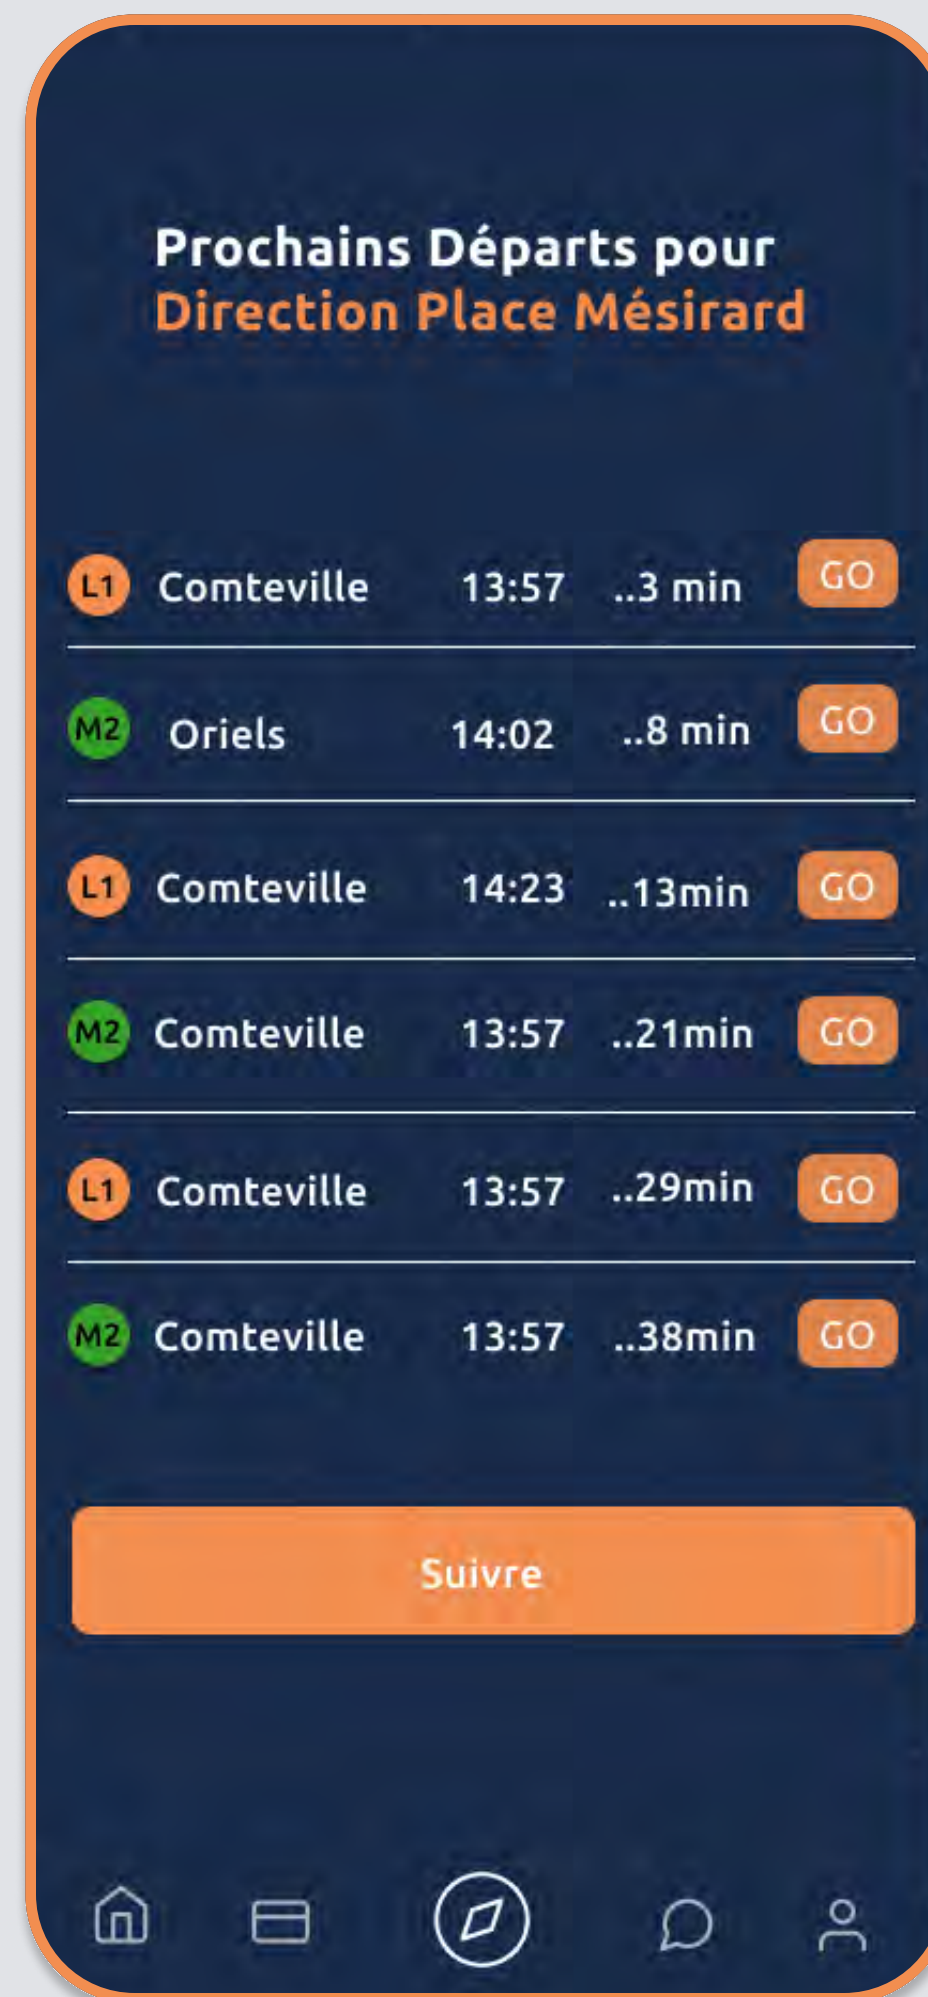 Prochains Départs pour
Direction Place Mésirard
L1 Comteville 13:57 ..3 min GO
M2 Oriels 14:02 ..8 min GO
L1 Comteville 14:23 ..13min GO
M2 Comteville 13:57 ..21min GO
L1 Comteville 13:57 ..29min GO
M2 Comteville 13:57 ..38min GO
Suivre